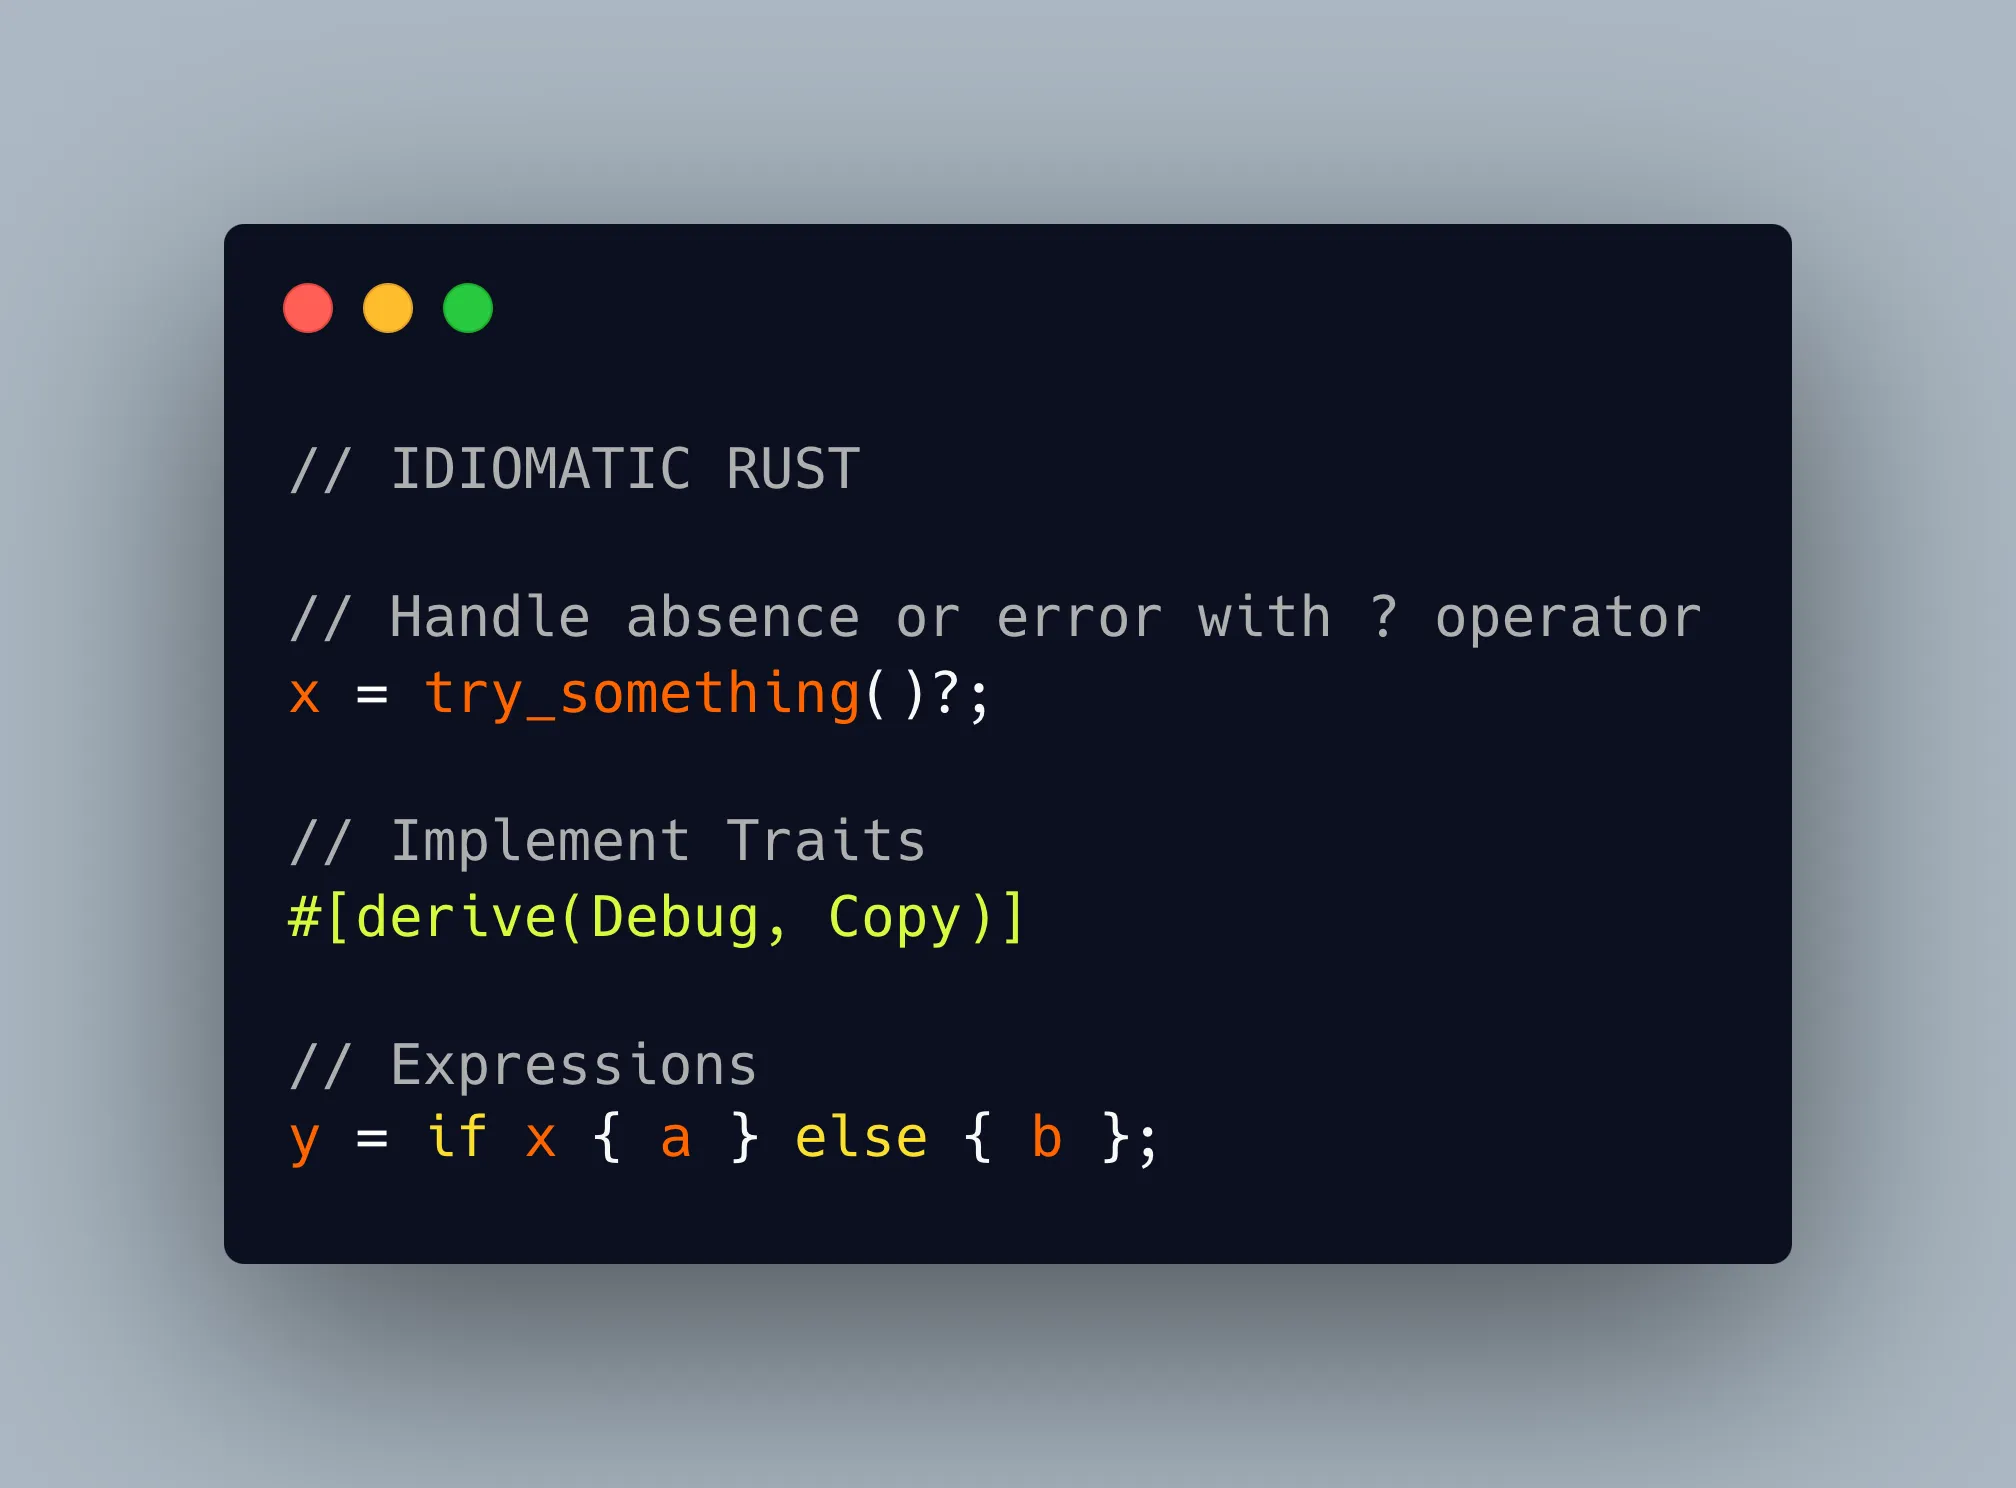 // IDIOMATIC RUST
// Handle absence or error with ? operator
x = try_something()?;
// Implement Traits
#[derive(Debug, Copy)]
// Expressions
y = if x { a } else { b };